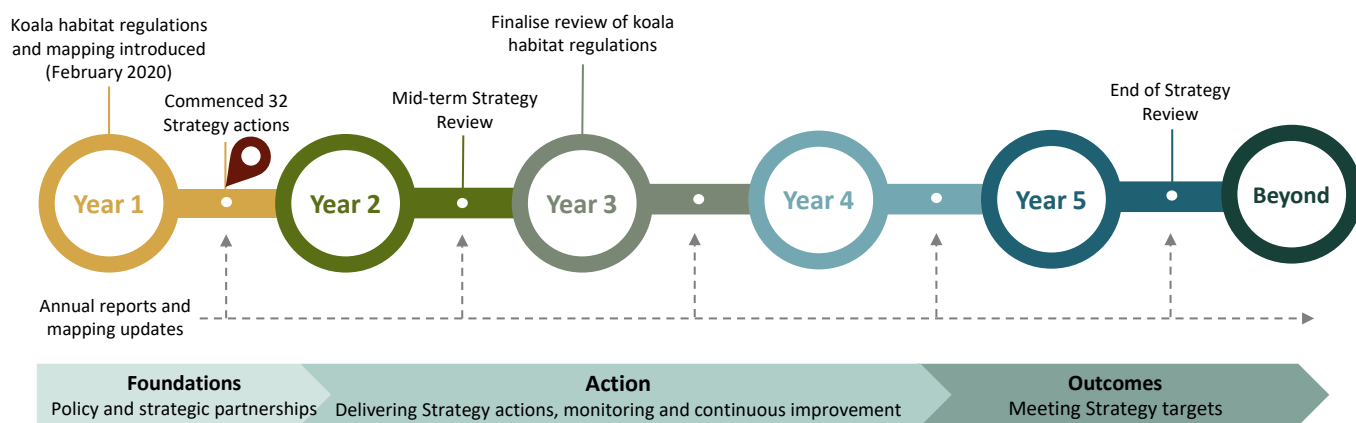 Koala habitat regulations
and mapping introduced
(February 2020)
Commenced 32
Strategy actions
Mid-term Strategy
Review
Finalise review of koala
habitat regulations
End of Strategy
Review
Year 1
Year 2
Year 3
Year 4
Year 5
Beyond
Annual reports and
mapping updates
Foundations
Policy and strategic partnerships
Action
Delivering Strategy actions, monitoring and continuous improvement
Outcomes
Meeting Strategy targets